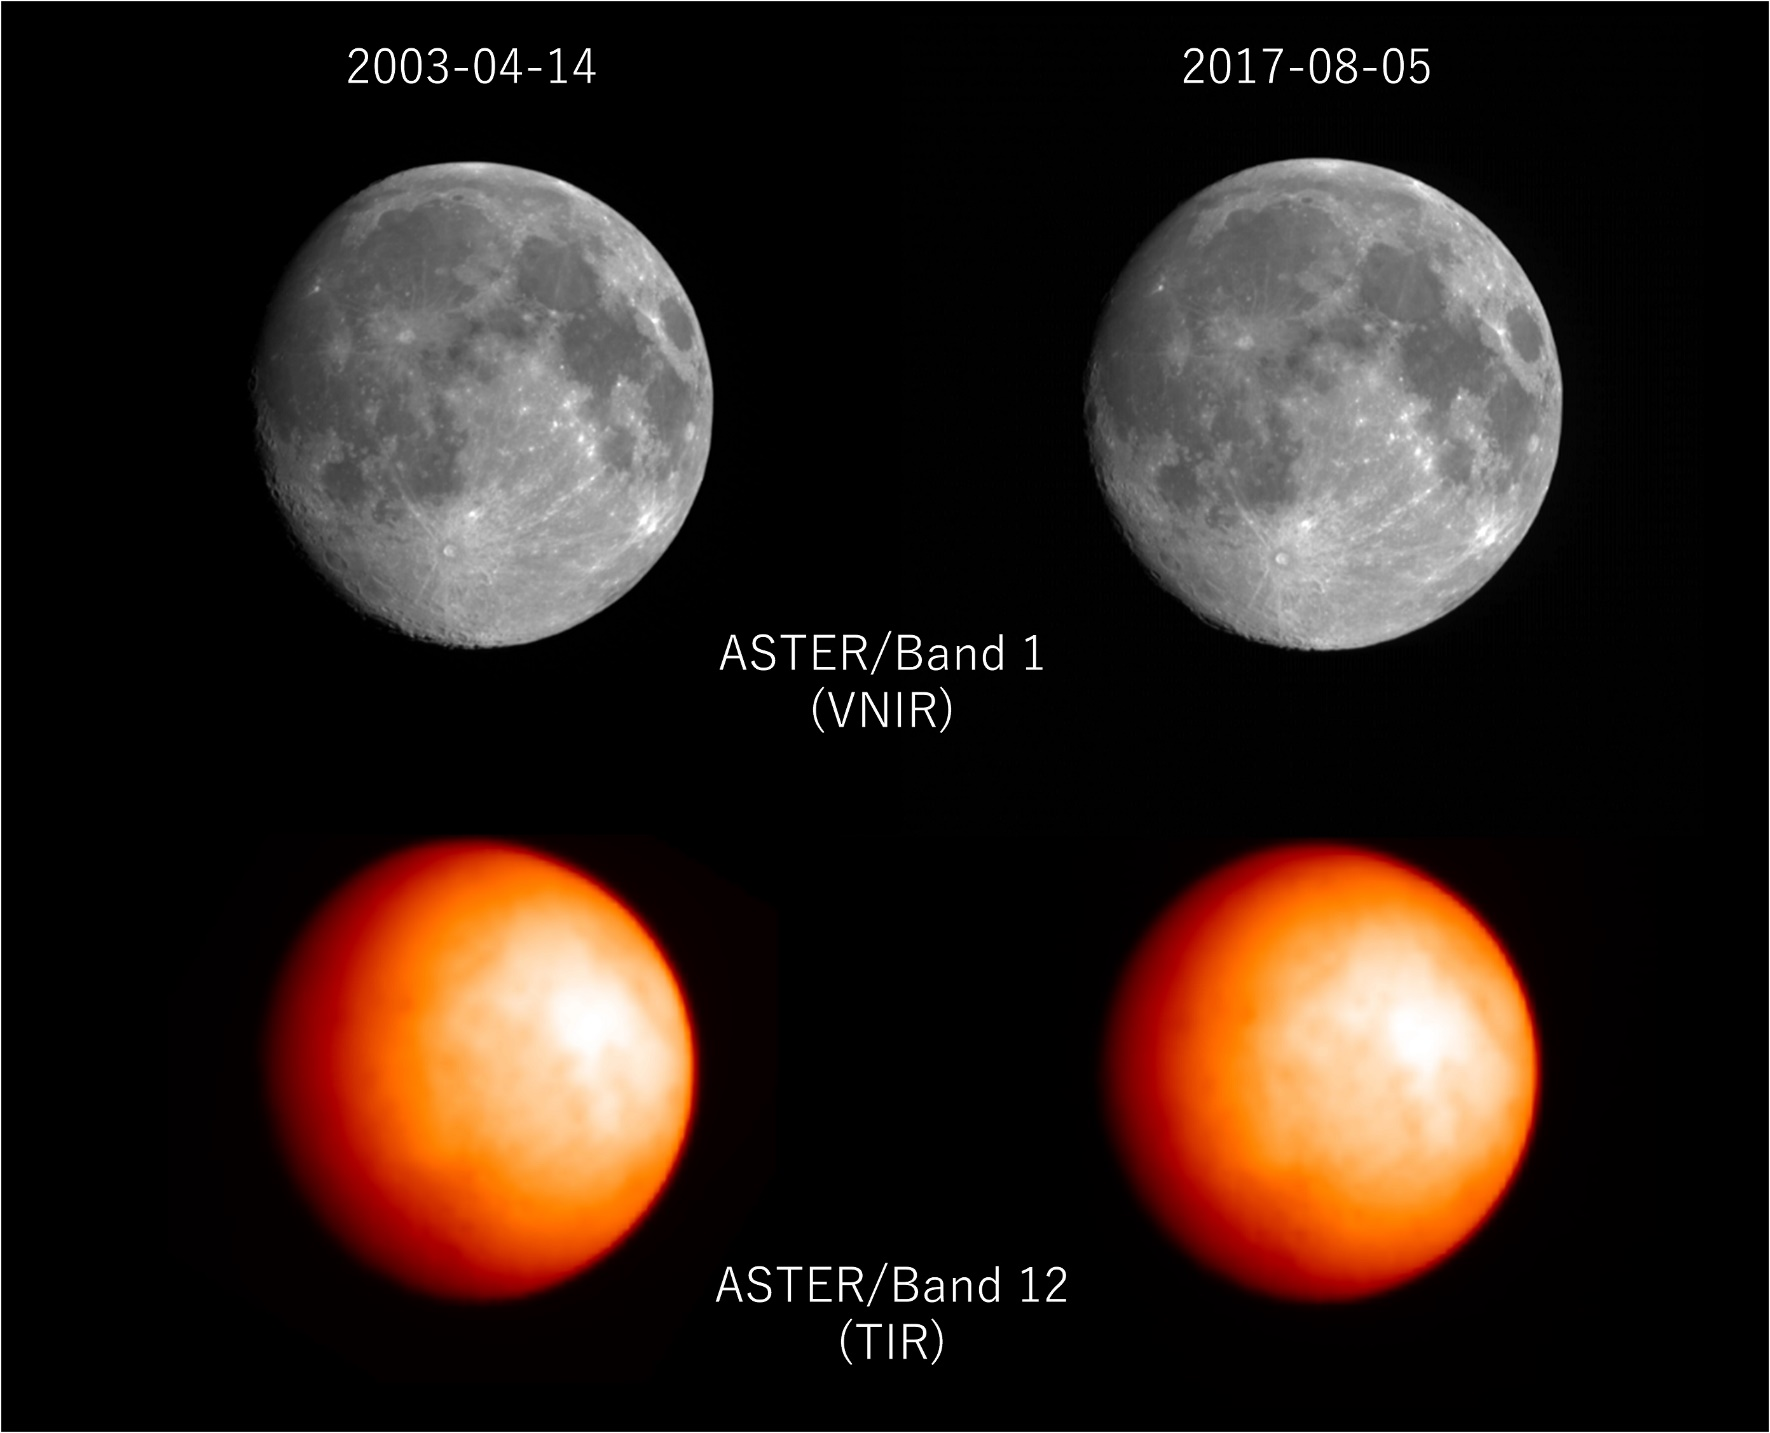 2003-04-14
2017-08-05
ASTER/Band 1
(VNIR)
ASTER/Band 12
(TIR)